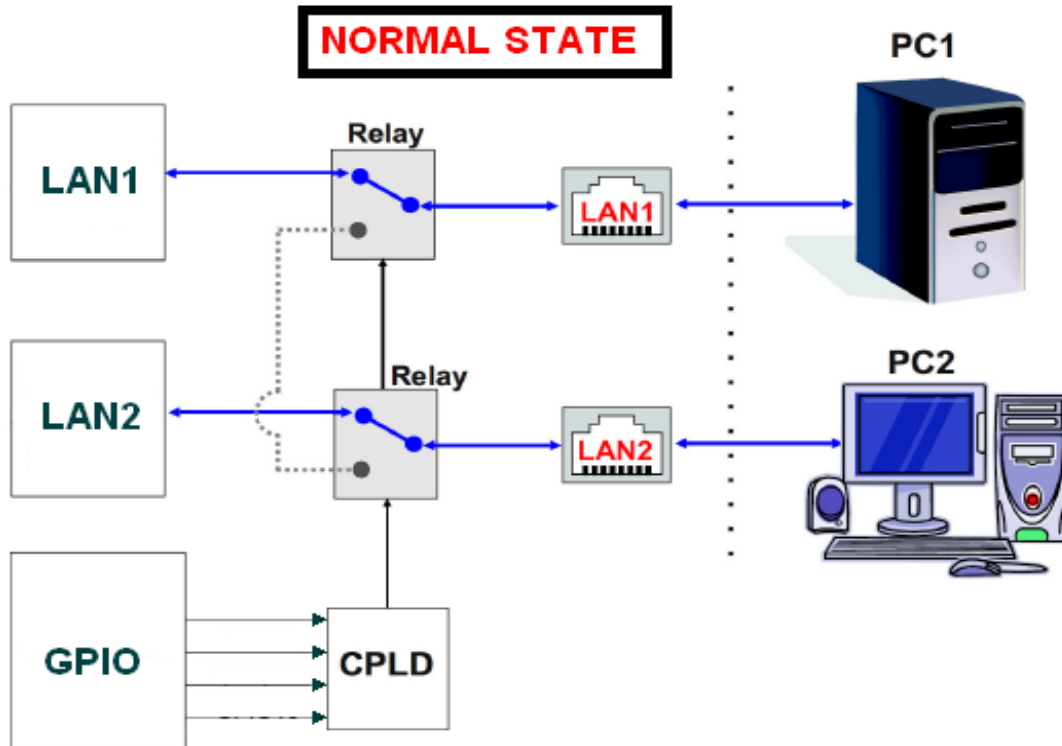 NORMAL STATE
PC1
Relay
LAN1
LAN1
PC2
Relay
LAN2
LAN2
GPIO
CPLD